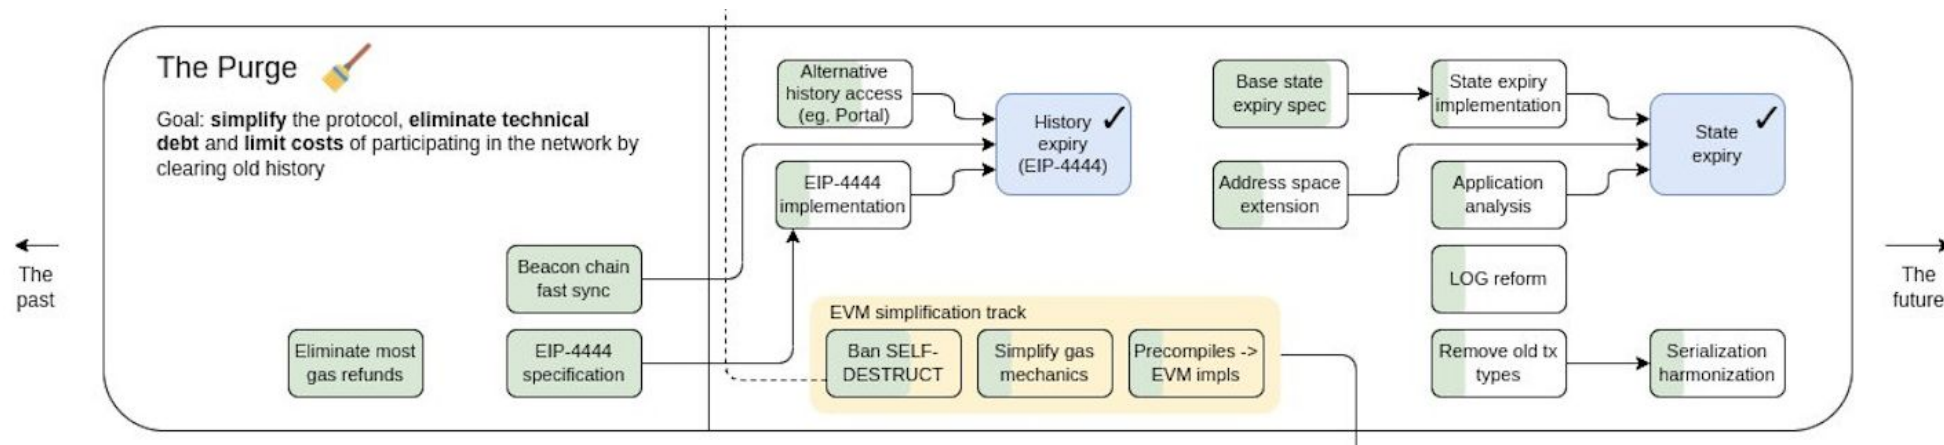 The Purge
Goal: simplify the protocol, eliminate technical
debt and limit costs of participating in the network by
clearing old history
The
past
Eliminate most
gas refunds
Beacon chain
fast sync
EIP-4444
specification
Alternative
history access
(eg. Portal)
EIP-4444
implementation
History
expiry
(EIP-4444)
EVM simplification track
Ban SELF-
DESTRUCT
Simplify gas
mechanics
Precompiles ->
EVM impls
Base state
expiry spec
State expiry
implementation
Address space
extension
Application
analysis
State
expiry
LOG reform
Remove old tx
types
Serialization
harmonization
The
future